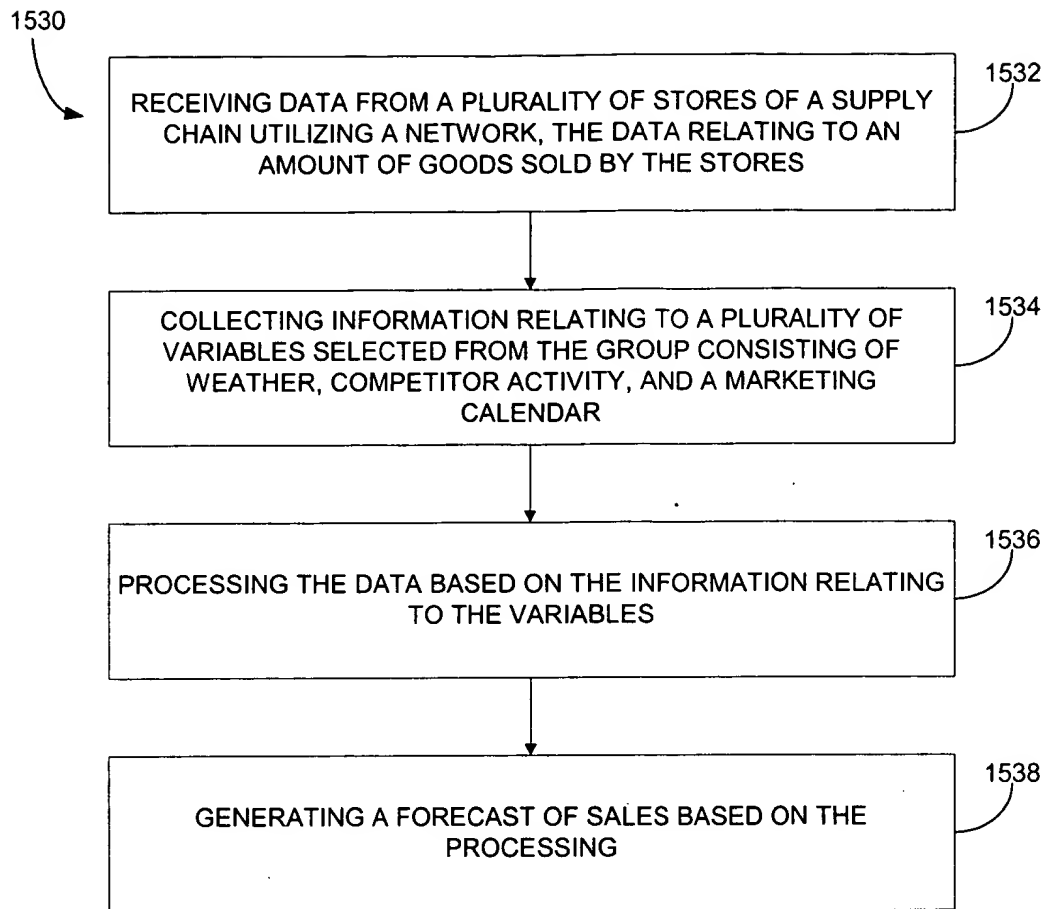 1530
1532
RECEIVING DATA FROM A PLURALITY OF STORES OF A SUPPLY
CHAIN UTILIZING A NETWORK, THE DATA RELATING TO AN
AMOUNT OF GOODS SOLD BY THE STORES
1534
COLLECTING INFORMATION RELATING TO A PLURALITY OF
VARIABLES SELECTED FROM THE GROUP CONSISTING OF
WEATHER, COMPETITOR ACTIVITY, AND A MARKETING
CALENDAR
1536
PROCESSING THE DATA BASED ON THE INFORMATION RELATING
TO THE VARIABLES
1538
GENERATING A FORECAST OF SALES BASED ON THE
PROCESSING